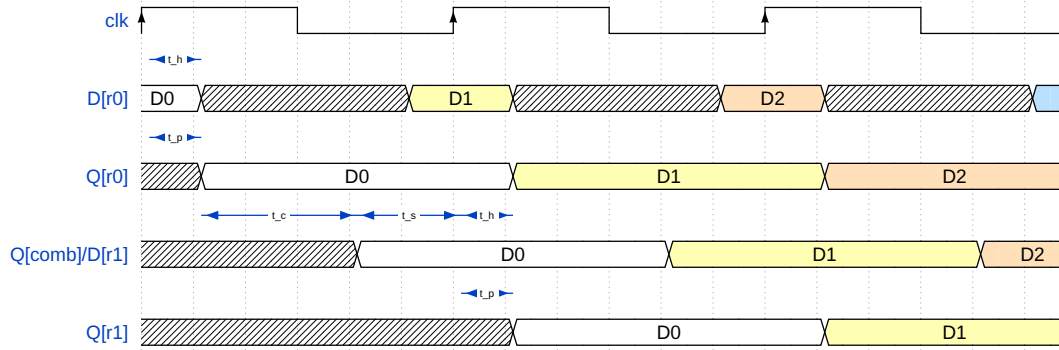 clk
t_h
D[r0] D0 D1 D2
t_p
Q[r0] D0 D1 D2
t_c t_s t_h
Q[comb]/D[r1] D0 D1 D2
t_p
Q[r1] D0 D1